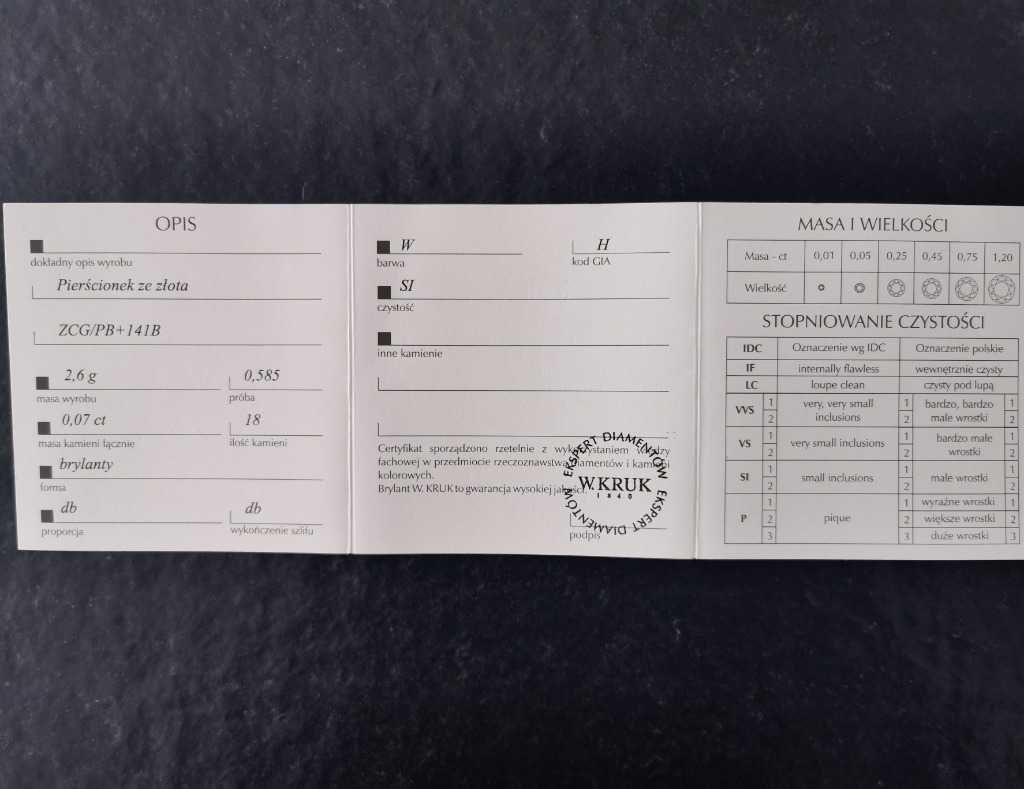 OPIS
dokładny opis wyrobu
Pierścionek ze złota
ZCG/PB+141B
2,6 g 0,585
masa wyrobu próba
0,07 ct 18
masa kamieni łącznie ilość kamieni
brylanty
forma
db db
proporcja wykończenie szlifu
W H
barwa kod GIA
SI
czystość
inne kamienie
Certyfikat sporządzono rzetelnie z wykorzystaniem wiedzy
fachowej w przedmiocie rzeczoznawstwa diamentów i kamieni
kolorowych.
Brylant W. KRUK to gwarancja wysokiej jakości.
EKSPERT DIAMENTÓW EKSPERT DIAMENTÓW
W.KRUK
1840
podpis
MASA I WIELKOŚCI
Masa - ct 0,01 0,05 0,25 0,45 0,75 1,20
Wielkość
STOPNIOWANIE CZYSTOŚCI
IDC Oznaczenie wg IDC Oznaczenie polskie
IF internally flawless wewnętrznie czysty
LC loupe clean czysty pod lupą
VVS 1 2 very, very small inclusions 1 2 bardzo, bardzo małe wrostki 1 2
VS 1 2 very small inclusions 1 2 bardzo małe wrostki 1 2
SI 1 2 small inclusions 1 2 małe wrostki 1 2
P 1 2 3 pique 1 wyraźne wrostki 1
2 większe wrostki 2
3 duże wrostki 3